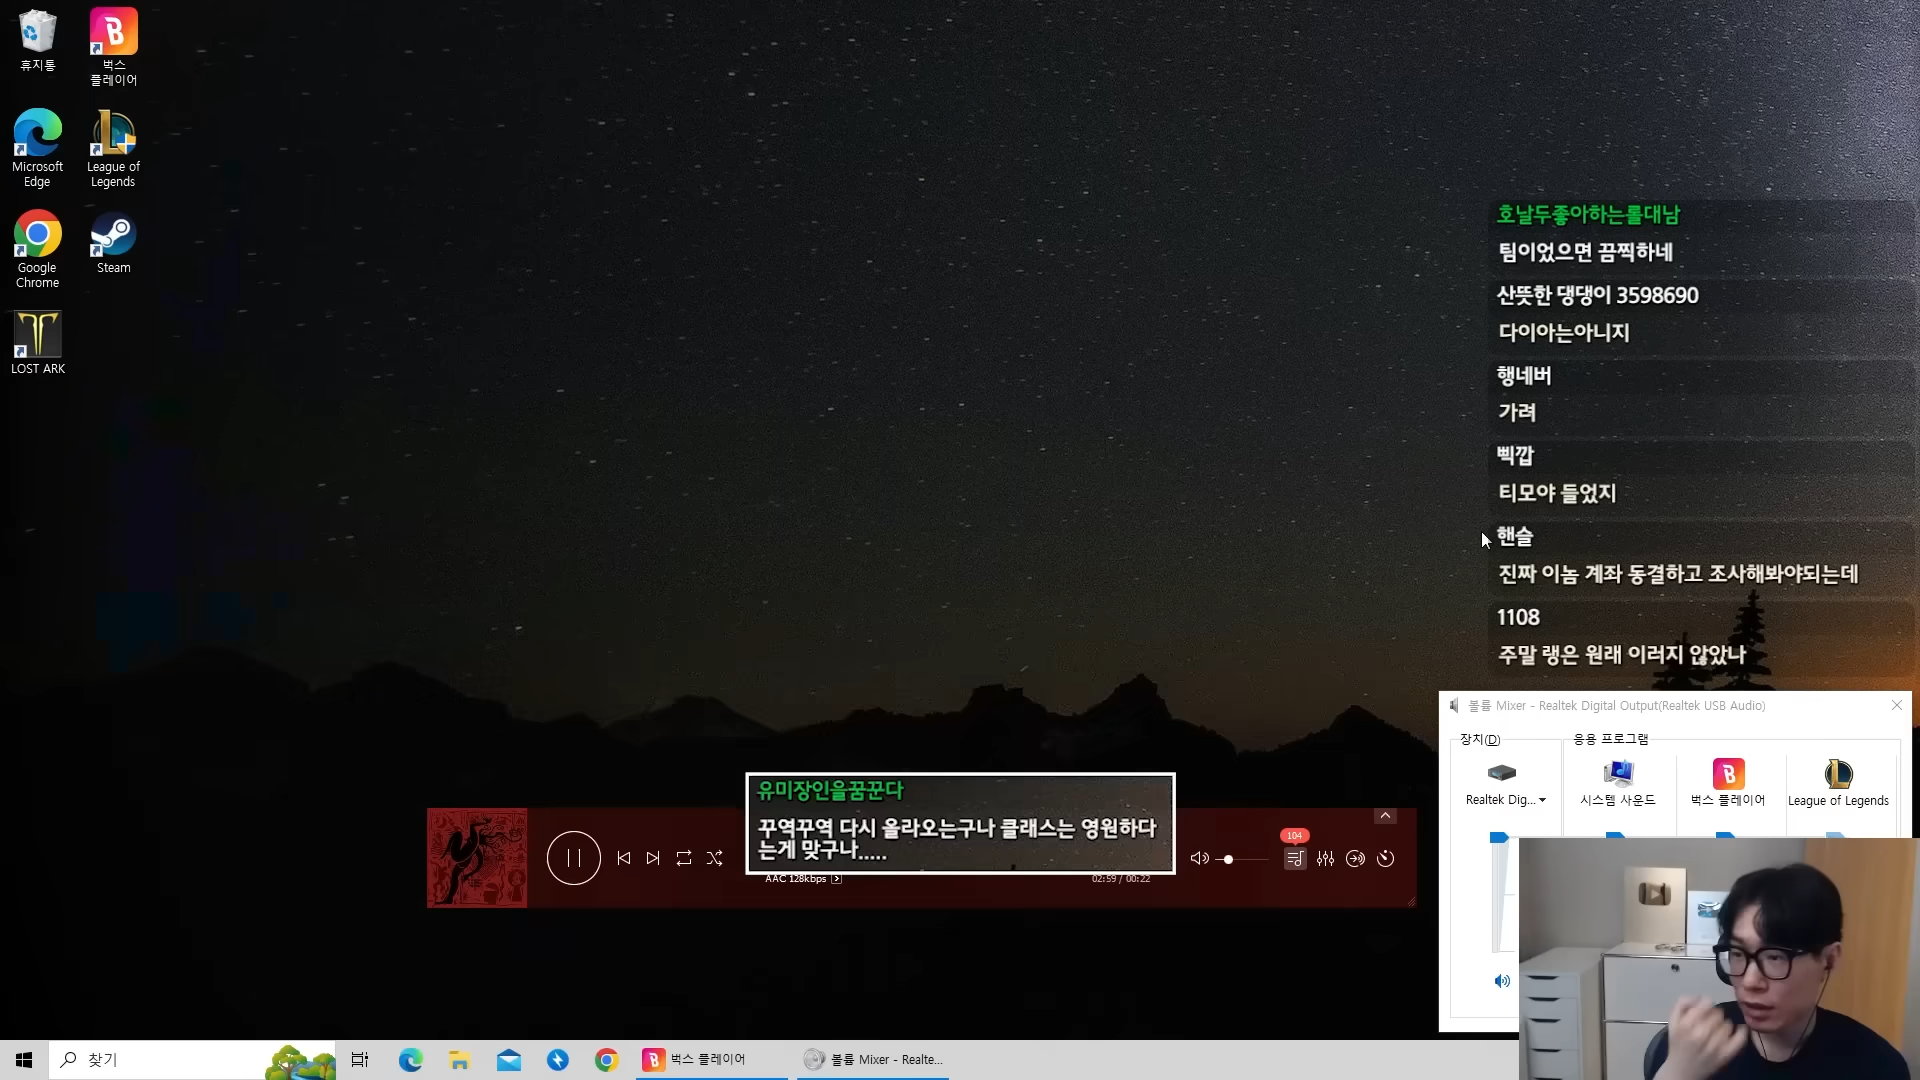 휴지통
벅스
플레이어
Microsoft
Edge
League of
Legends
Google
Chrome
Steam
LOST ARK
호날두좋아하는롤대남
팀이었으면 끔찍하네
산뜻한 댕댕이 3598690
다이아는아니지
행네버
가려
삑깝
티모야 들었지
핸슬
진짜 이놈 계좌 동결하고 조사해봐야되는데
1108
주말 랭은 원래 이러지 않았나
볼륨 Mixer - Realtek Digital Output(Realtek USB Audio)
장치(D)
응용 프로그램
Realtek Dig...
시스템 사운드
벅스 플레이어
League of Legends
유미장인을꿈꾼다
꾸역꾸역 다시 올라오는구나 클래스는 영원하다
는게 맞구나.....
AAC 128kbps
02:59 / 00:22
104
찾기
벅스 플레이어
볼륨 Mixer - Realte...